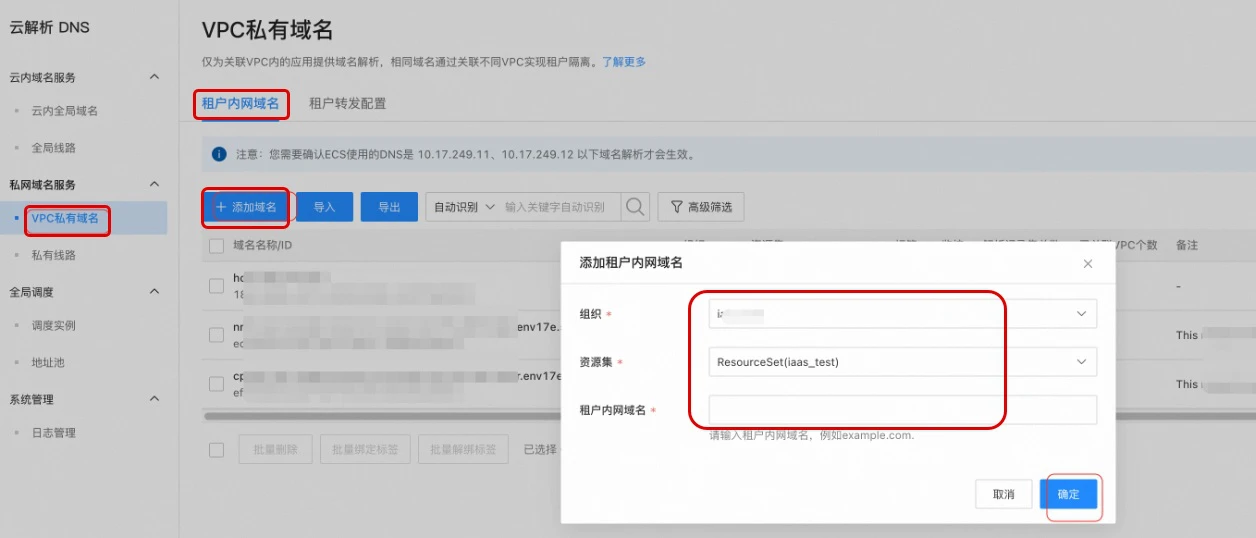 云解析 DNS
云内域名服务
云内全局域名
全局线路
私网域名服务
VPC私有域名
私有线路
全局调度
调度实例
地址池
系统管理
日志管理
VPC私有域名
仅为关联VPC内的应用提供域名解析，相同域名通过关联不同VPC实现租户隔离。了解更多
租户内网域名 租户转发配置
注意：您需要确认ECS使用的DNS是 10.17.249.11、10.17.249.12 以下域名解析才会生效。
添加域名 导入 导出 自动识别 输入关键字自动识别 高级筛选
域名名称/ID VPC个数 备注
18
-
.env17e.
This
r.env17e.
This
批量删除 批量绑定标签 批量解绑标签 已选择
添加租户内网域名
组织 *
资源集 * ResourceSet(iaas_test)
租户内网域名 *
请输入租户内网域名，例如example.com.
取消 确定